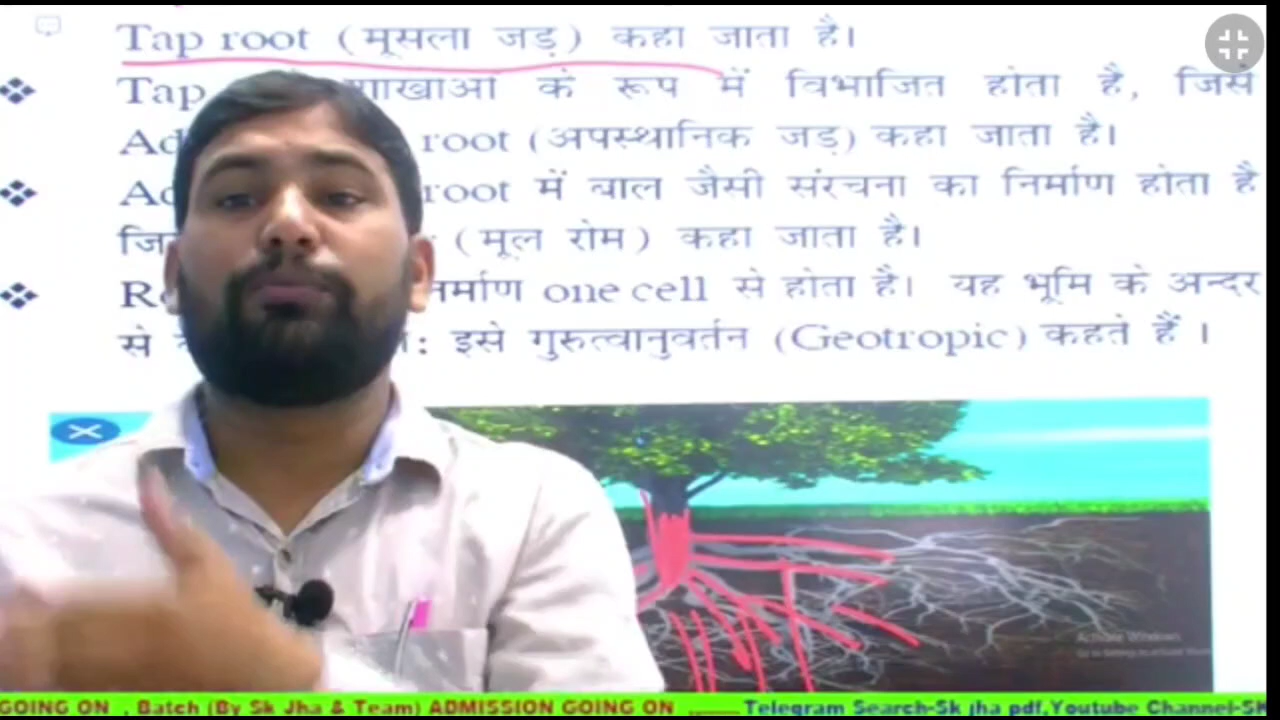 Tap root (मूसला जड़) कहा जाता है।
Tap शाखाओं के रूप में विभाजित होता है, जिसे
root (अपस्थानिक जड़) कहा जाता है।
root में बाल जैसी संरचना का निर्माण होता है
(मूल रोम) कहा जाता है।
one cell से होता है। यह भूमि के अन्दर
से इसे गुरुत्वानुवर्तन (Geotropic) कहते हैं ।
Activate Windows
GOING ON , Batch (By Sk Jha & Team) ADMISSION GOING ON ,...... Telegram Search-Sk jha pdf,Youtube Channel-SK